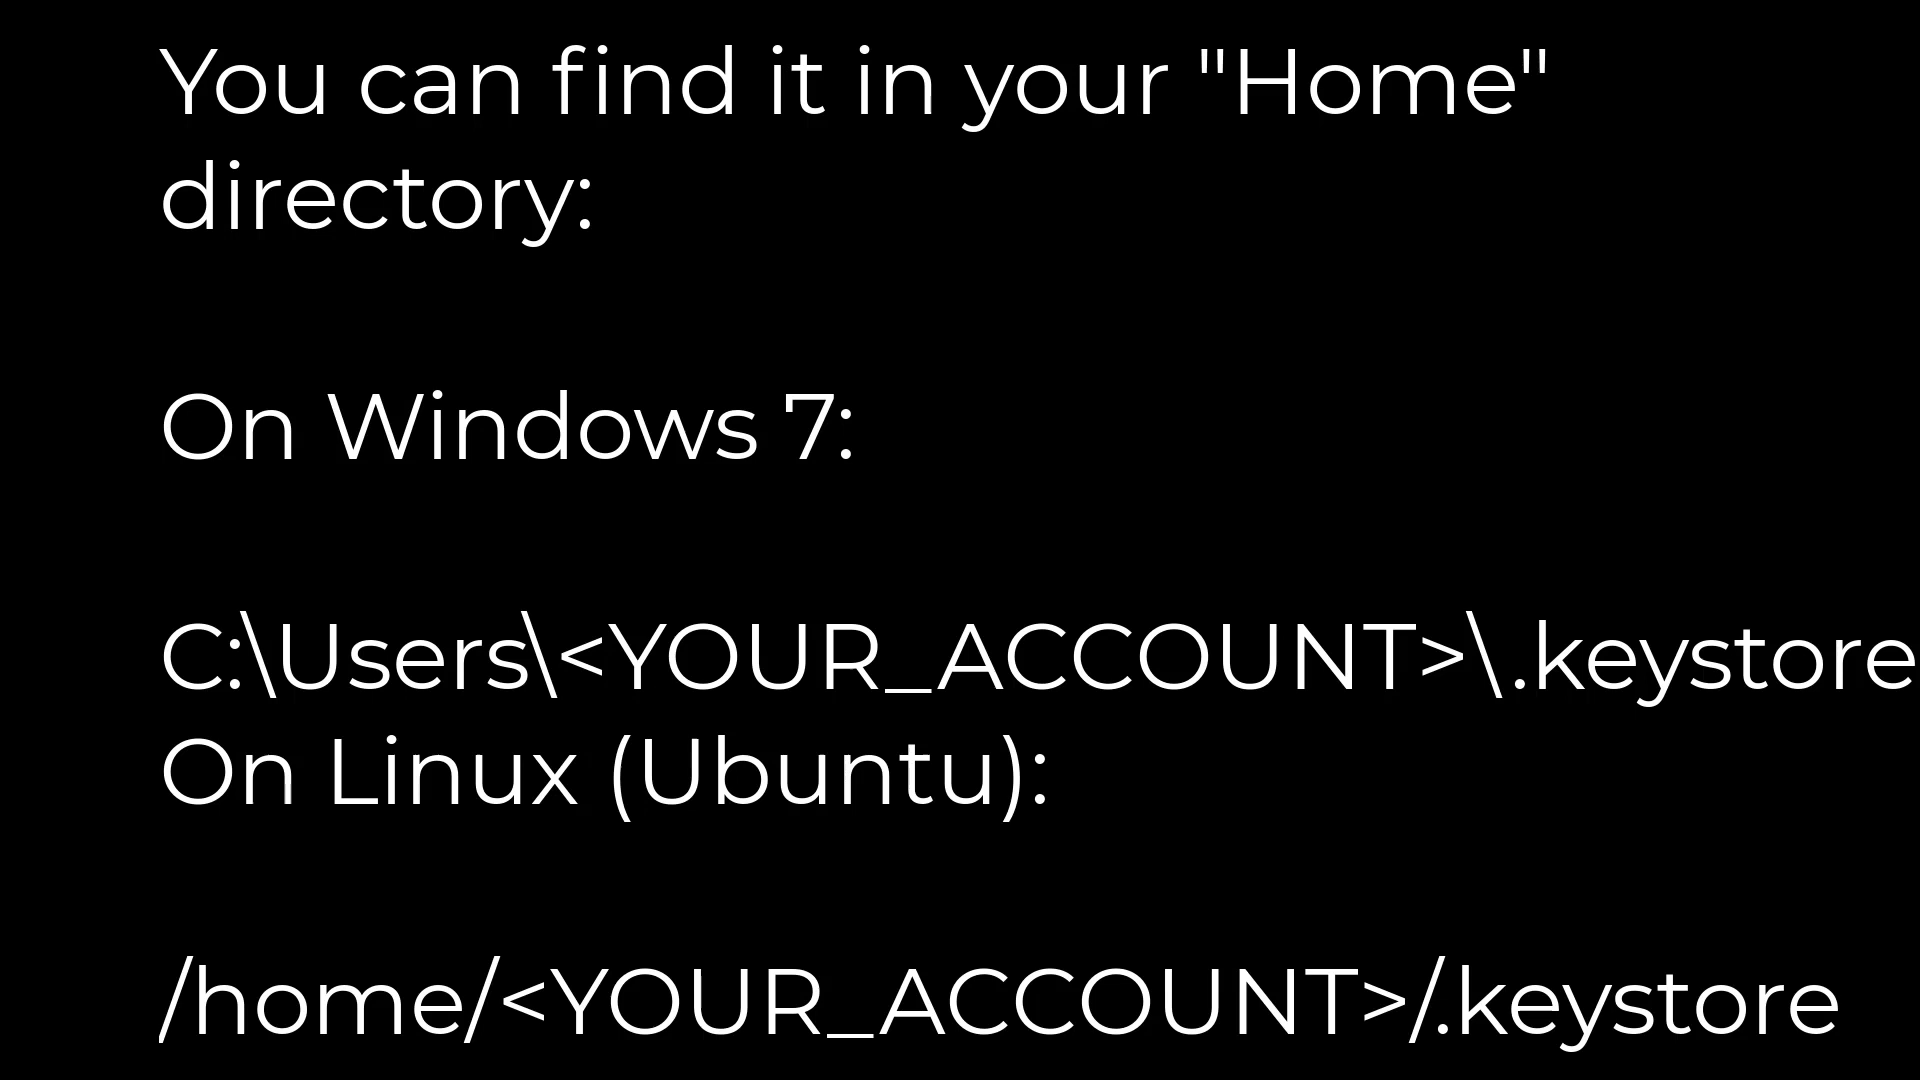 You can find it in your "Home"
directory:
On Windows 7:
C:\Users\<YOUR_ACCOUNT>\.keystore
On Linux (Ubuntu):
/home/<YOUR_ACCOUNT>/.keystore